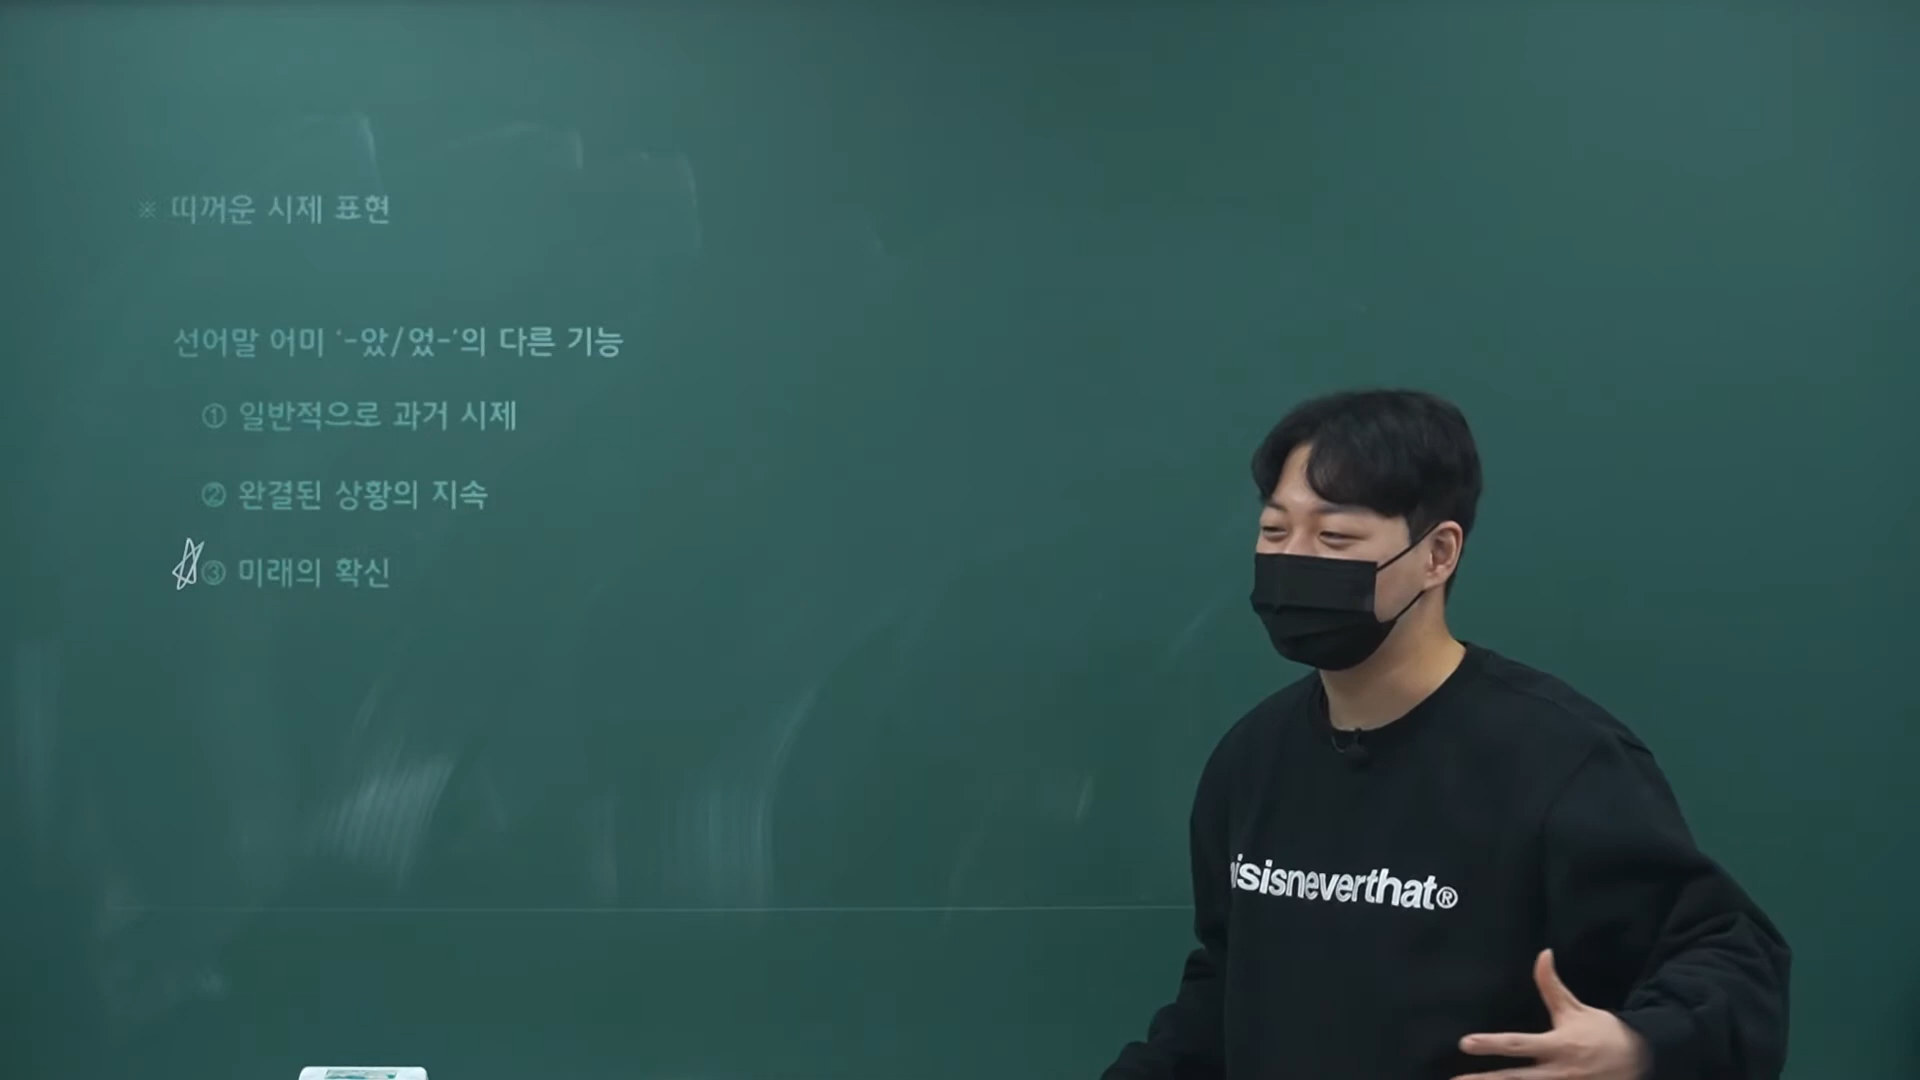 ※ 띠꺼운 시제 표현
선어말 어미 ‘-았/었-‘의 다른 기능
① 일반적으로 과거 시제
② 완결된 상황의 지속
③ 미래의 확신
isisneverthat®